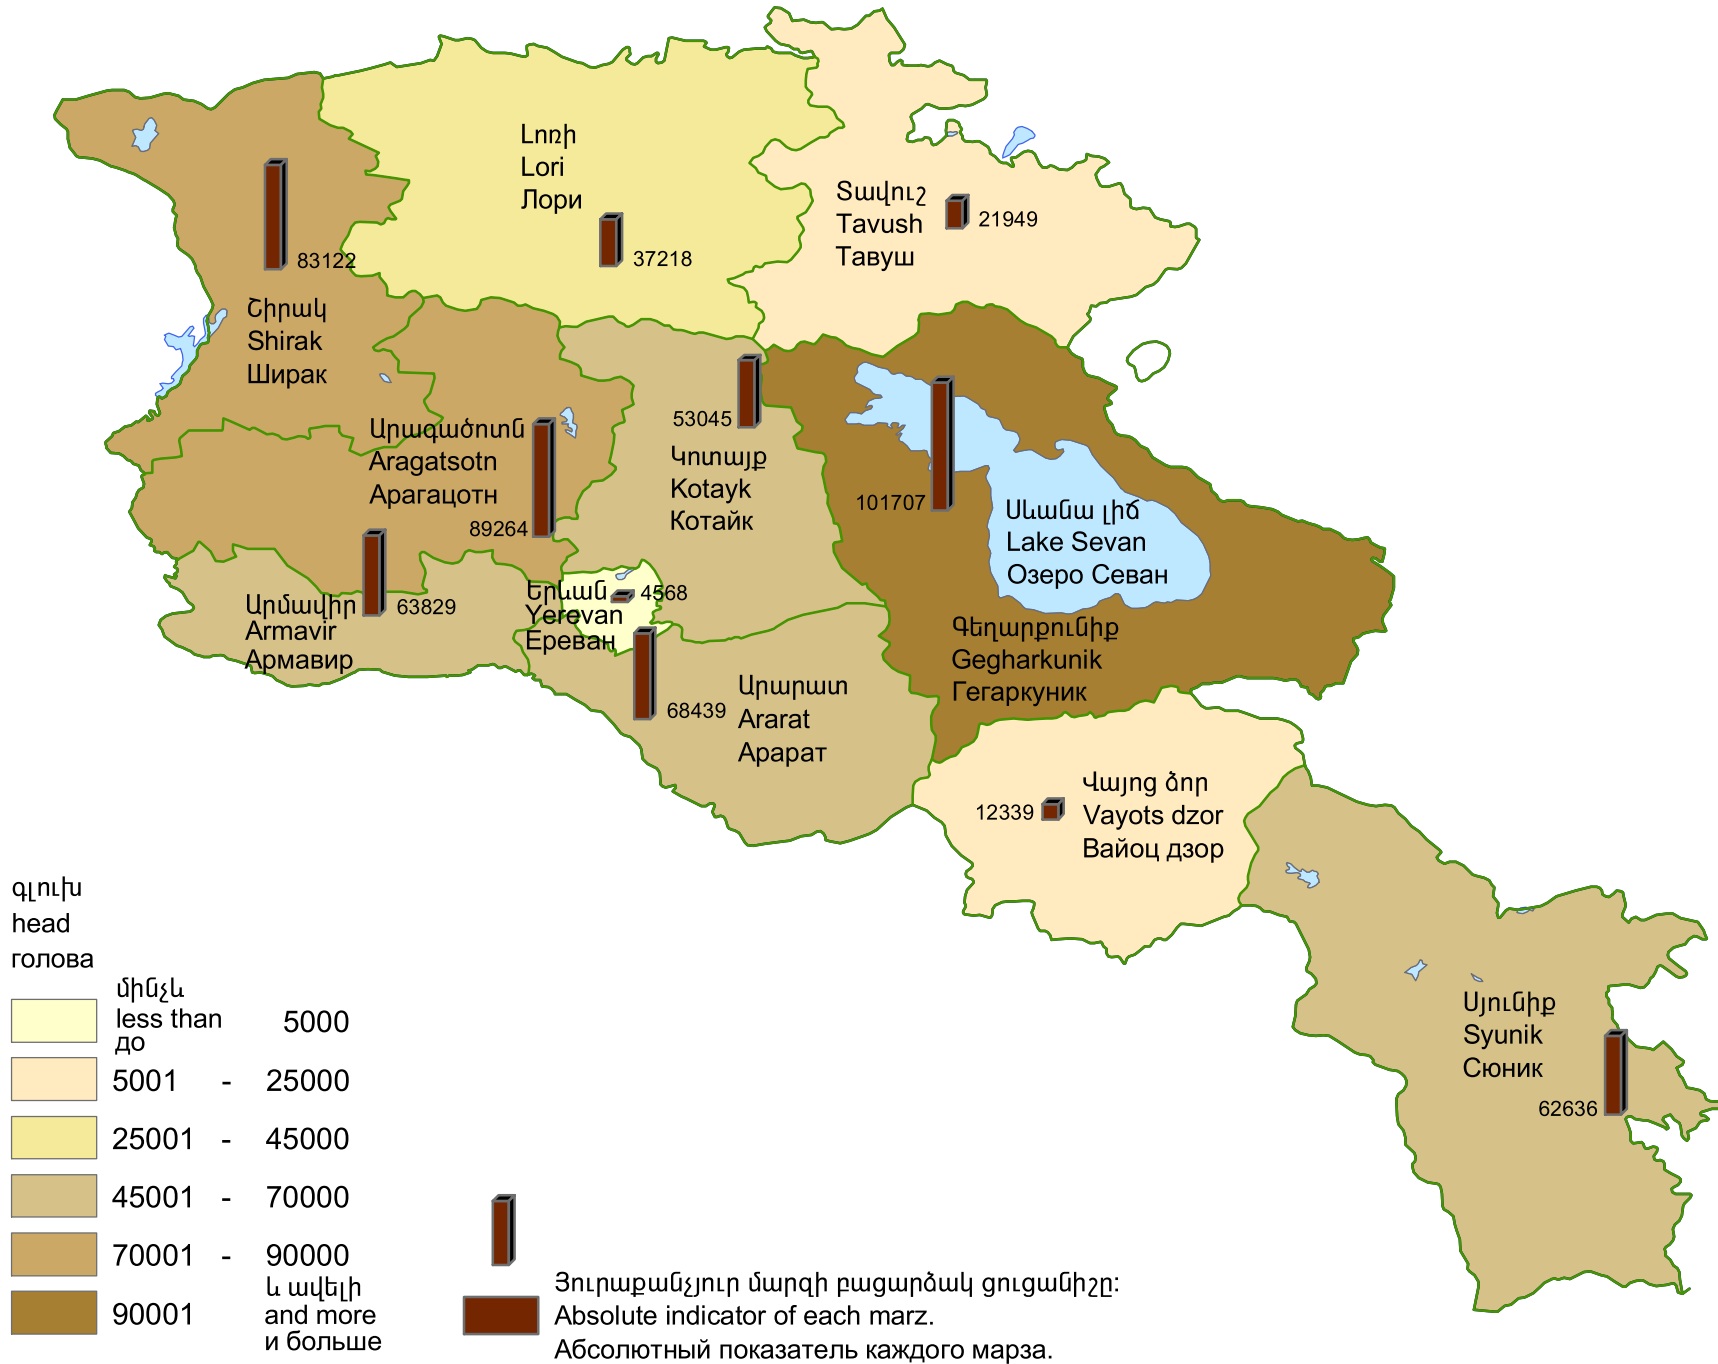 Լոռի
Lori
Лори
37218
Տավուշ
Tavush
Тавуш
21949
83122
Շիրակ
Shirak
Ширак
Արագածոտն
Aragatsotn
Арагацотн
89264
53045
Կոտայք
Kotayk
Котайк
101707
Սևանա լիճ
Lake Sevan
Озеро Севан
Գեղարքունիք
Gegharkunik
Гегаркуник
Արմավիր
Armavir
Армавир
63829
Երևան
Yerevan
Ереван
4568
68439
Արարատ
Ararat
Арарат
12339
Վայոց ձոր
Vayots dzor
Вайоц дзор
Սյունիք
Syunik
Сюник
62636
գլուխ
head
голова
մինչև
less than 5000
до
5001 - 25000
25001 - 45000
45001 - 70000
70001 - 90000
90001
և ավելի
and more
и больше
Յուրաքանչյուր մարզի բացարձակ ցուցանիշը:
Absolute indicator of each marz.
Абсолютный показатель каждого марза.